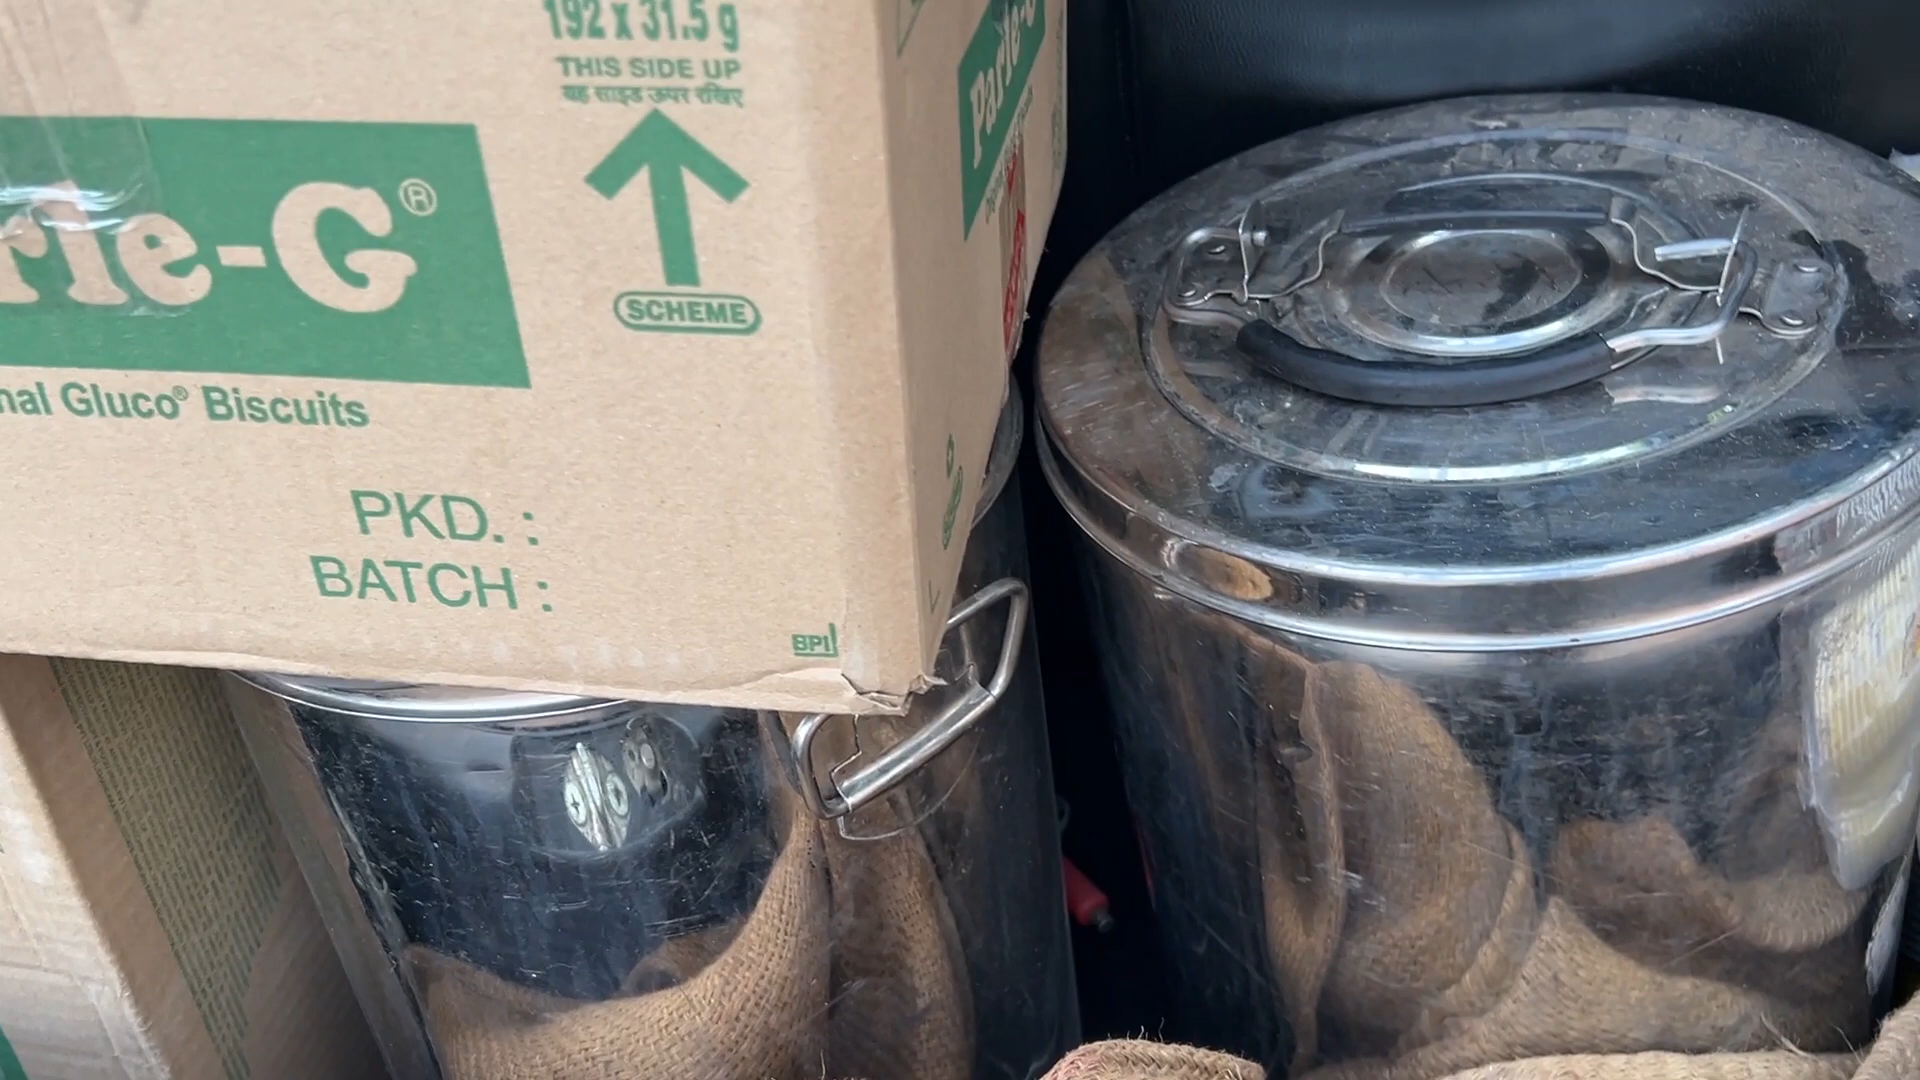 192 x 31.5 g
THIS SIDE UP
यह साइड ऊपर रखिए
rle-G®
SCHEME
nal Gluco® Biscuits
PKD. :
BATCH :
BPI
Parle-G